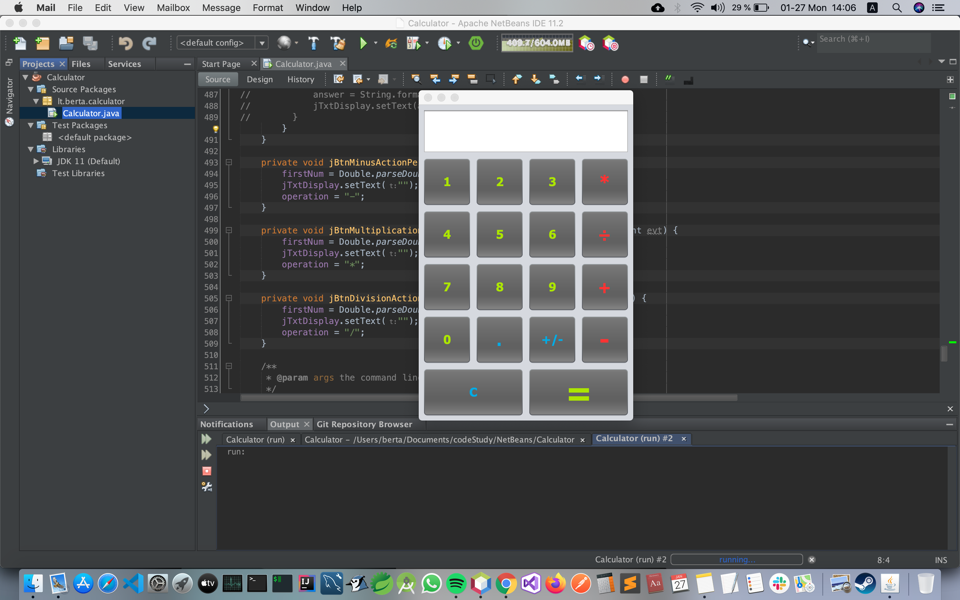 Mail File Edit View Mailbox Message Format Window Help 29 % 01-27 Mon 14:06 A
Calculator - Apache NetBeans IDE 11.2
<default config> 409.7/604.0MB Search (⌘+I)
Projects Files Services Start Page Calculator.java
Source Design History
Navigator
Calculator
Source Packages
lt.berta.calculator
Calculator.java
Test Packages
<default package>
Libraries
JDK 11 (Default)
Test Libraries
487 // answer = String.form
488 // jTxtDisplay.setText(
489 // }
}
491 }
492
493 private void jBtnMinusActionPe
494 firstNum = Double.parseDou
495 jTxtDisplay.setText(t:"");
496 operation = "-";
497 }
498
499 private void jBtnMultiplication nt evt) {
500 firstNum = Double.parseDou
501 jTxtDisplay.setText(t:"");
502 operation = "*";
503 }
504
505 private void jBtnDivisionAction ) {
506 firstNum = Double.parseDou
507 jTxtDisplay.setText(t:"");
508 operation = "/";
509 }
510
511 /**
512 * @param args the command line
513 */
1 2 3 *
4 5 6 ÷
7 8 9 +
0 . +/- -
C =
Notifications Output Git Repository Browser
Calculator (run) Calculator - /Users/berta/Documents/codeStudy/NetBeans/Calculator Calculator (run) #2
run:
Calculator (run) #2 running... 8:4 INS